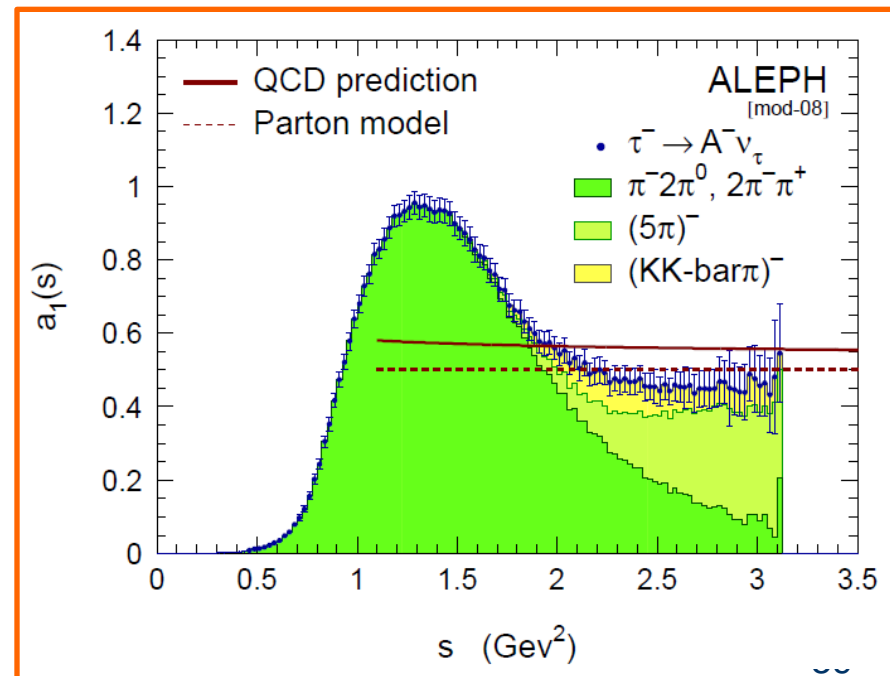 1.4
1.2
1
0.8
0.6
0.4
0.2
0
a₁(s)
QCD prediction
Parton model
ALEPH
[mod-08]
τ⁻ → A⁻ν_τ
π⁻2π⁰, 2π⁻π⁺
(5π)⁻
(KK-barπ)⁻
0 0.5 1 1.5 2 2.5 3 3.5
s (Gev²)